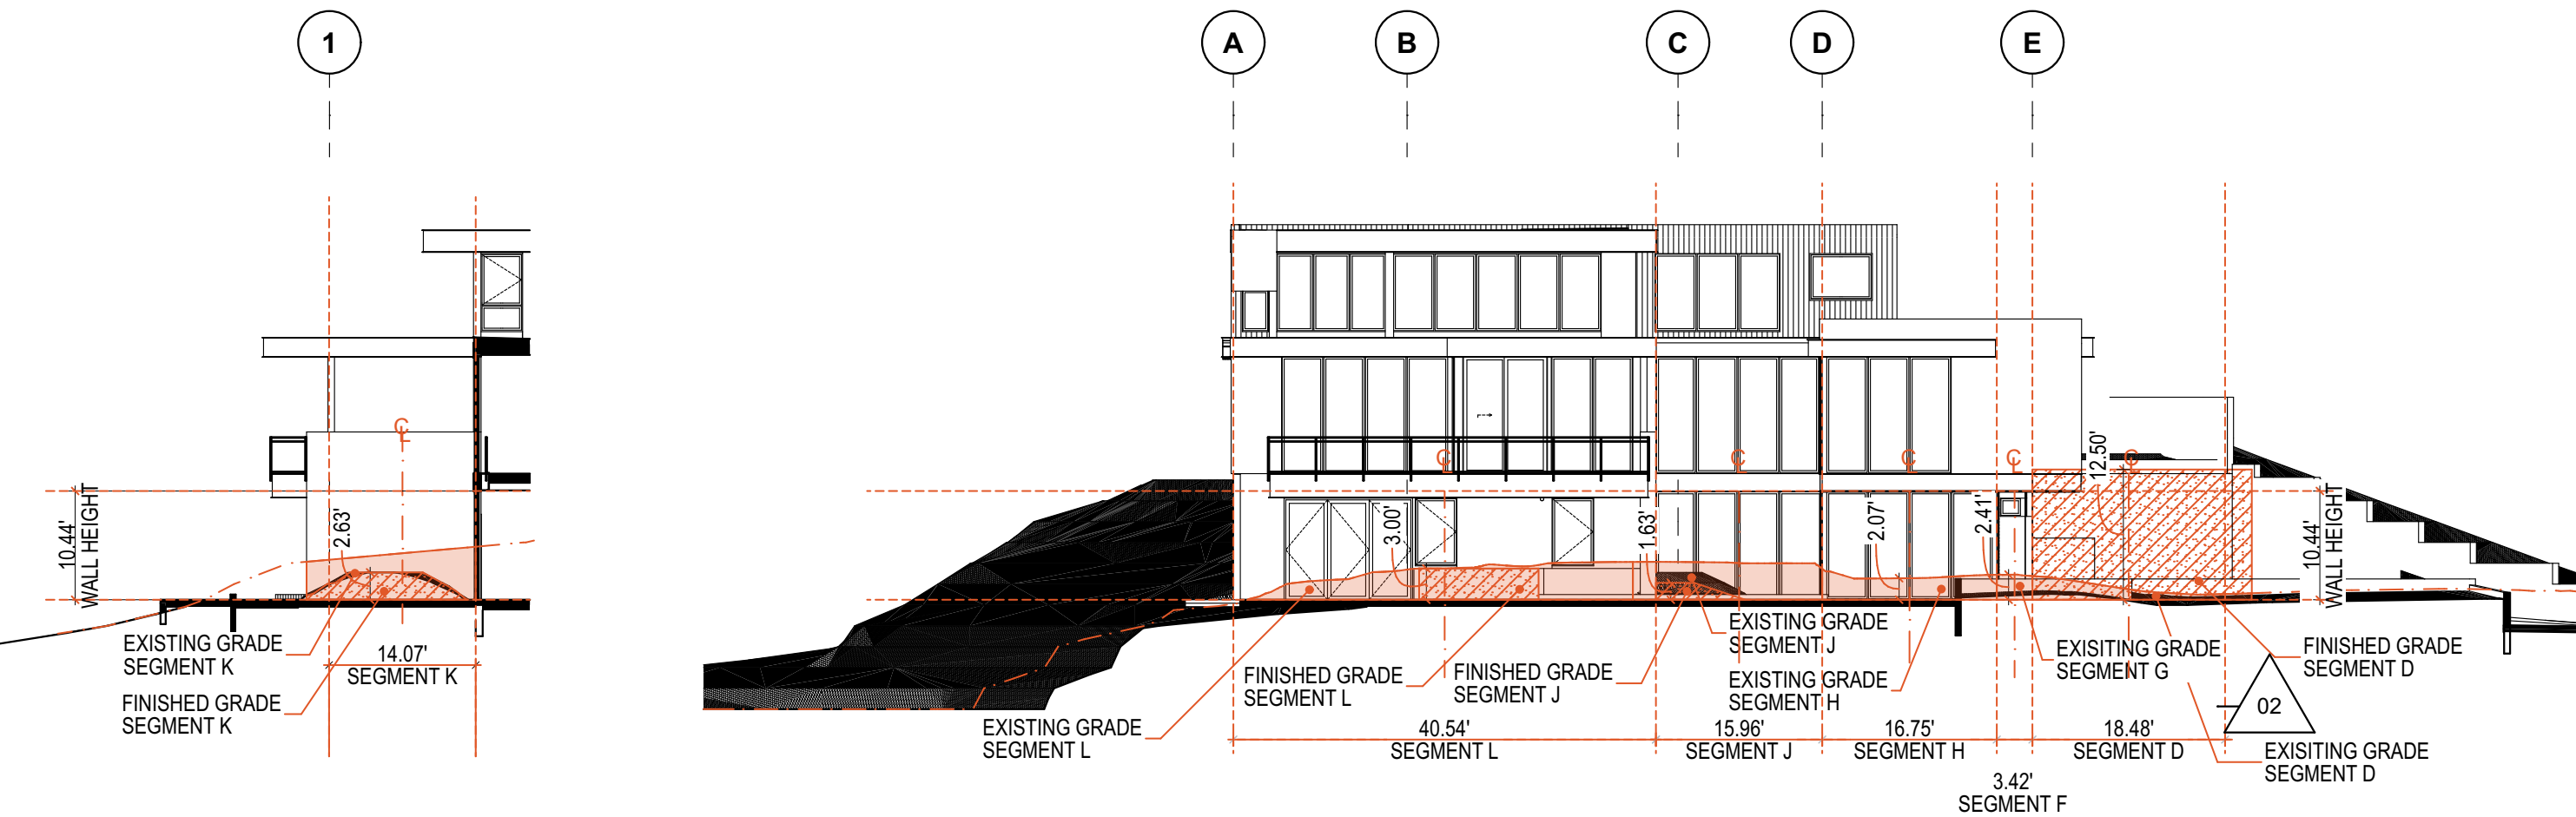 1
A
B
C
D
E
10.44'
WALL HEIGHT
2.63'
EXISTING GRADE
SEGMENT K
FINISHED GRADE
SEGMENT K
14.07'
SEGMENT K
3.00'
1.63'
2.07'
2.41'
12.50'
10.44'
WALL HEIGHT
EXISTING GRADE
SEGMENT L
FINISHED GRADE
SEGMENT L
FINISHED GRADE
SEGMENT J
EXISTING GRADE
SEGMENT J
EXISTING GRADE
SEGMENT H
EXISITING GRADE
SEGMENT G
FINISHED GRADE
SEGMENT D
02
EXISITING GRADE
SEGMENT D
40.54'
SEGMENT L
15.96'
SEGMENT J
16.75'
SEGMENT H
18.48'
SEGMENT D
3.42'
SEGMENT F